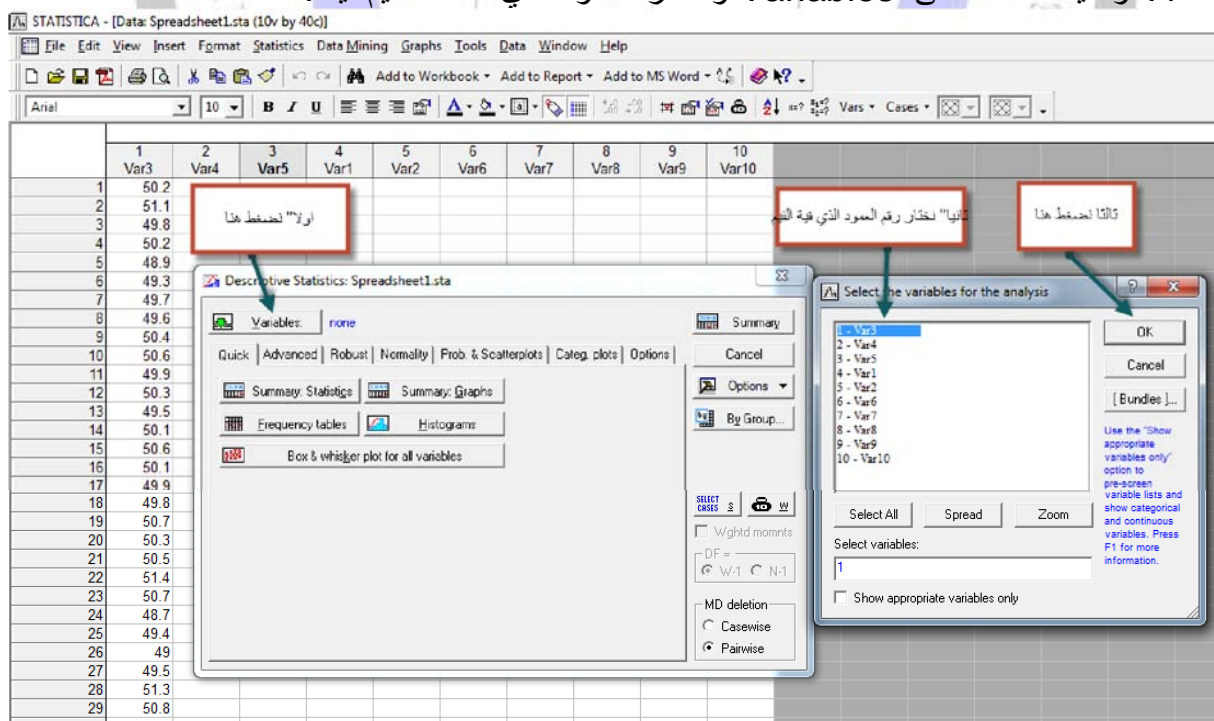 STATISTICA - [Data: Spreadsheet1.sta (10v by 40c)]
File Edit View Insert Format Statistics Data Mining Graphs Tools Data Window Help
Add to Workbook Add to Report Add to MS Word
Arial 10 B I U Vars Cases
1 2 3 4 5 6 7 8 9 10
Var3 Var4 Var5 Var1 Var2 Var6 Var7 Var8 Var9 Var10
1 50.2
2 51.1
3 49.8
4 50.2
5 48.9
6 49.3
7 49.7
8 49.6
9 50.4
10 50.6
11 49.9
12 50.3
13 49.5
14 50.1
15 50.6
16 50.1
17 49.9
18 49.8
19 50.7
20 50.3
21 50.5
22 51.4
23 50.7
24 48.7
25 49.4
26 49
27 49.5
28 51.3
29 50.8
اولا" نضغط هنا
ثانيا" نختار رقم العمود الذي فية القيم
ثالثا نضغط هنا
Descriptive Statistics: Spreadsheet1.sta
Variables: none
Summary
Quick Advanced Robust Normality Prob. & Scatterplots Categ. plots Options
Cancel
Summary: Statistics Summary: Graphs
Options
Frequency tables Histograms
By Group...
Box & whisker plot for all variables
SELECT CASES S W
Wghtd momnts
DF =
W-1 N-1
MD deletion
Casewise
Pairwise
Select the variables for the analysis
1 - Var3
2 - Var4
3 - Var5
4 - Var1
5 - Var2
6 - Var6
7 - Var7
8 - Var8
9 - Var9
10 - Var10
OK
Cancel
[Bundles]...
Use the "Show
appropriate
variables only"
option to
pre-screen
variable lists and
show categorical
and continuous
variables. Press
F1 for more
information.
Select All Spread Zoom
Select variables:
1
Show appropriate variables only